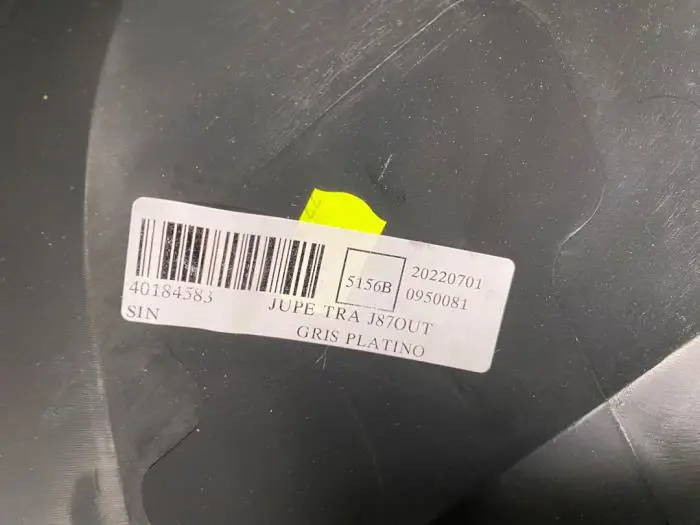 40184583
SIN
5156B
20220701
0950081
JUPE TRA J87OUT
GRIS PLATINO